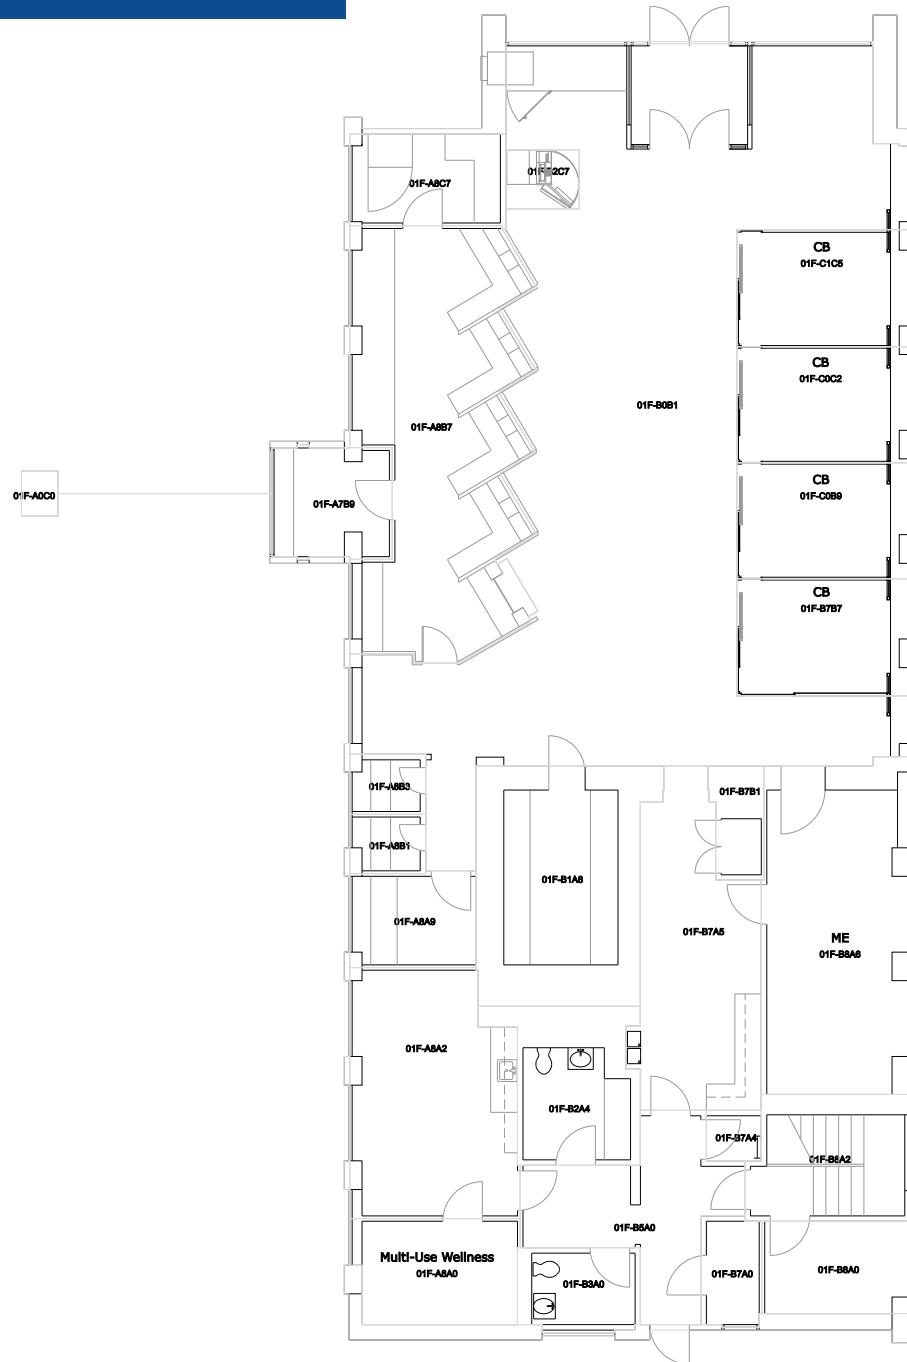 01F-A8C7
01F-B2C7
CB
01F-C1C5
CB
01F-C0C2
01F-B0B1
01F-A8B7
CB
01F-C0B9
01F-A0C0
01F-A7B9
CB
01F-B7B7
01F-A8B3
01F-B7B1
01F-A8B1
01F-B1A8
01F-A8A9
01F-B7A5
ME
01F-B8A6
01F-A8A2
01F-B2A4
01F-B7A4
01F-B8A2
01F-B5A0
Multi-Use Wellness
01F-A8A0
01F-B3A0
01F-B7A0
01F-B8A0